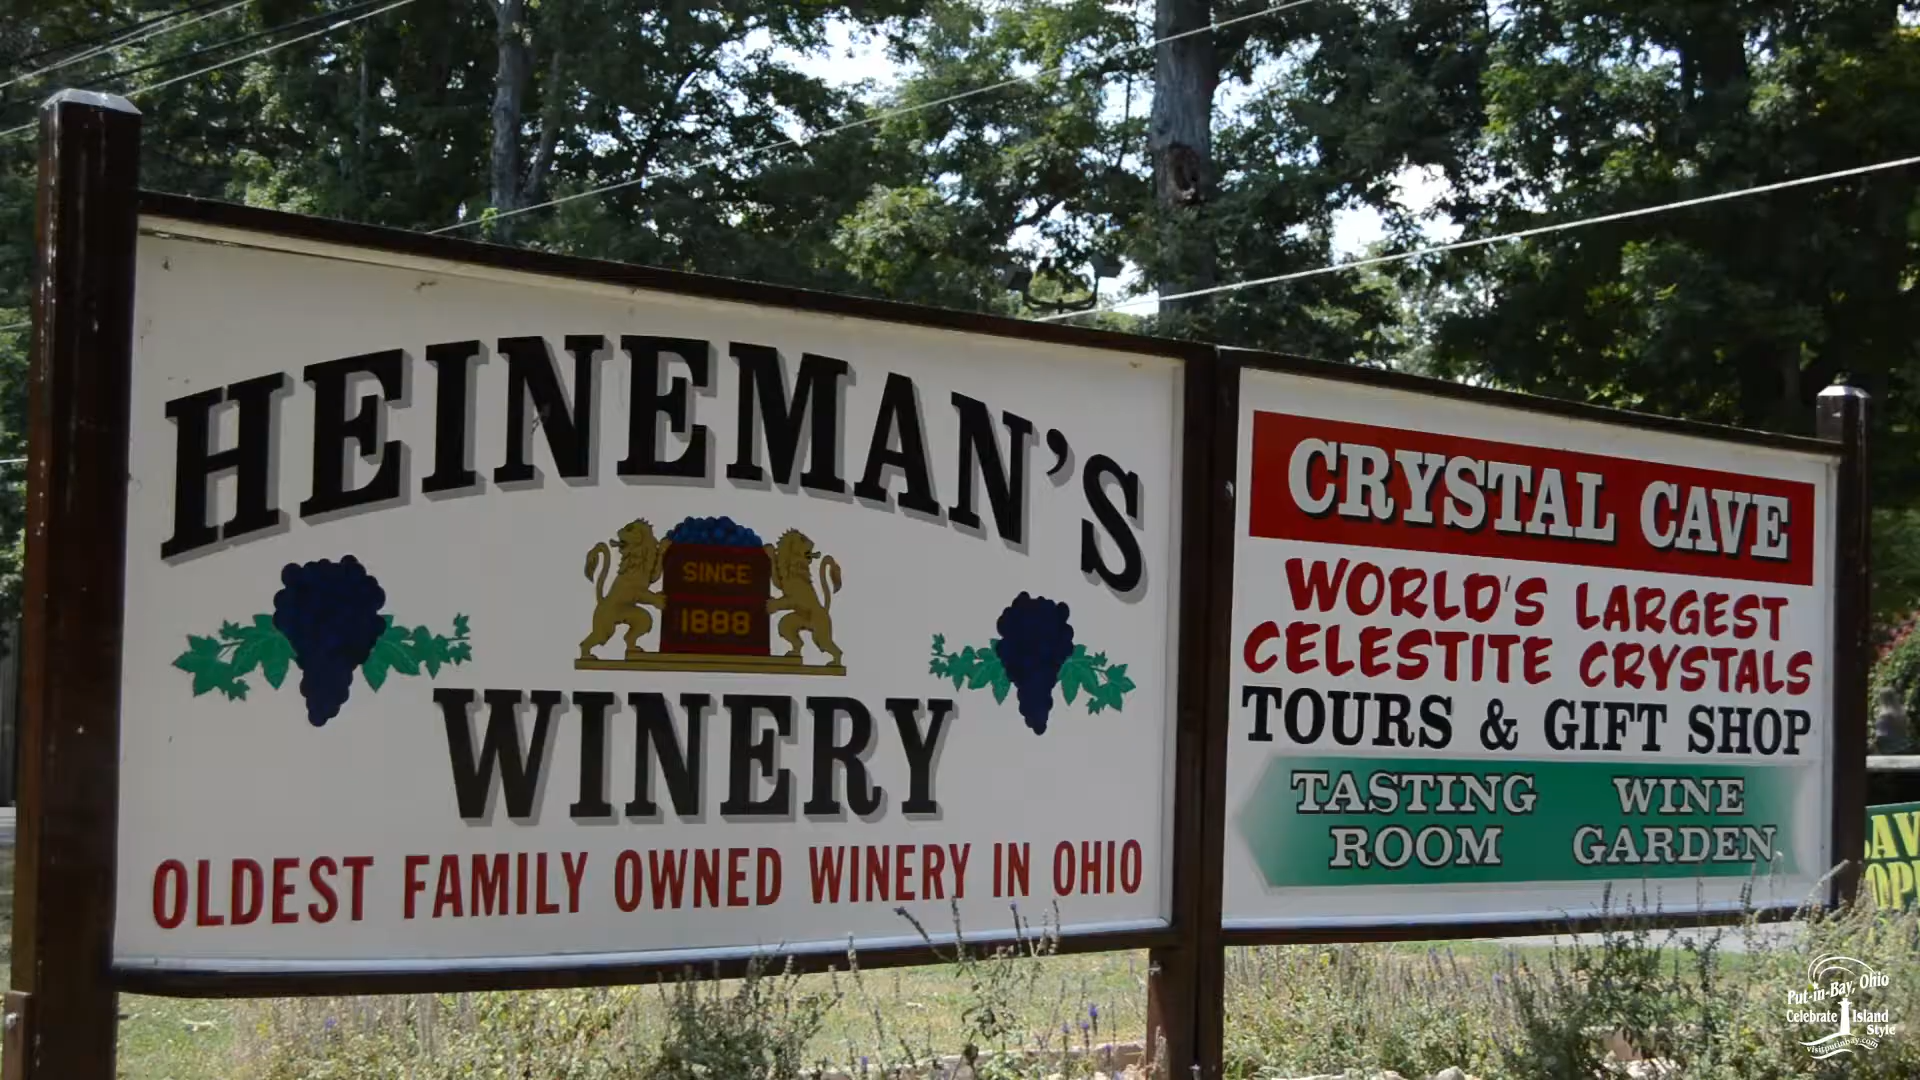 HEINEMAN'S
SINCE
1888
WINERY
OLDEST FAMILY OWNED WINERY IN OHIO
CRYSTAL CAVE
WORLD'S LARGEST
CELESTITE CRYSTALS
TOURS & GIFT SHOP
TASTING ROOM
WINE GARDEN
Put-in-Bay, Ohio
Celebrate Island
Style
visitputinbay.com